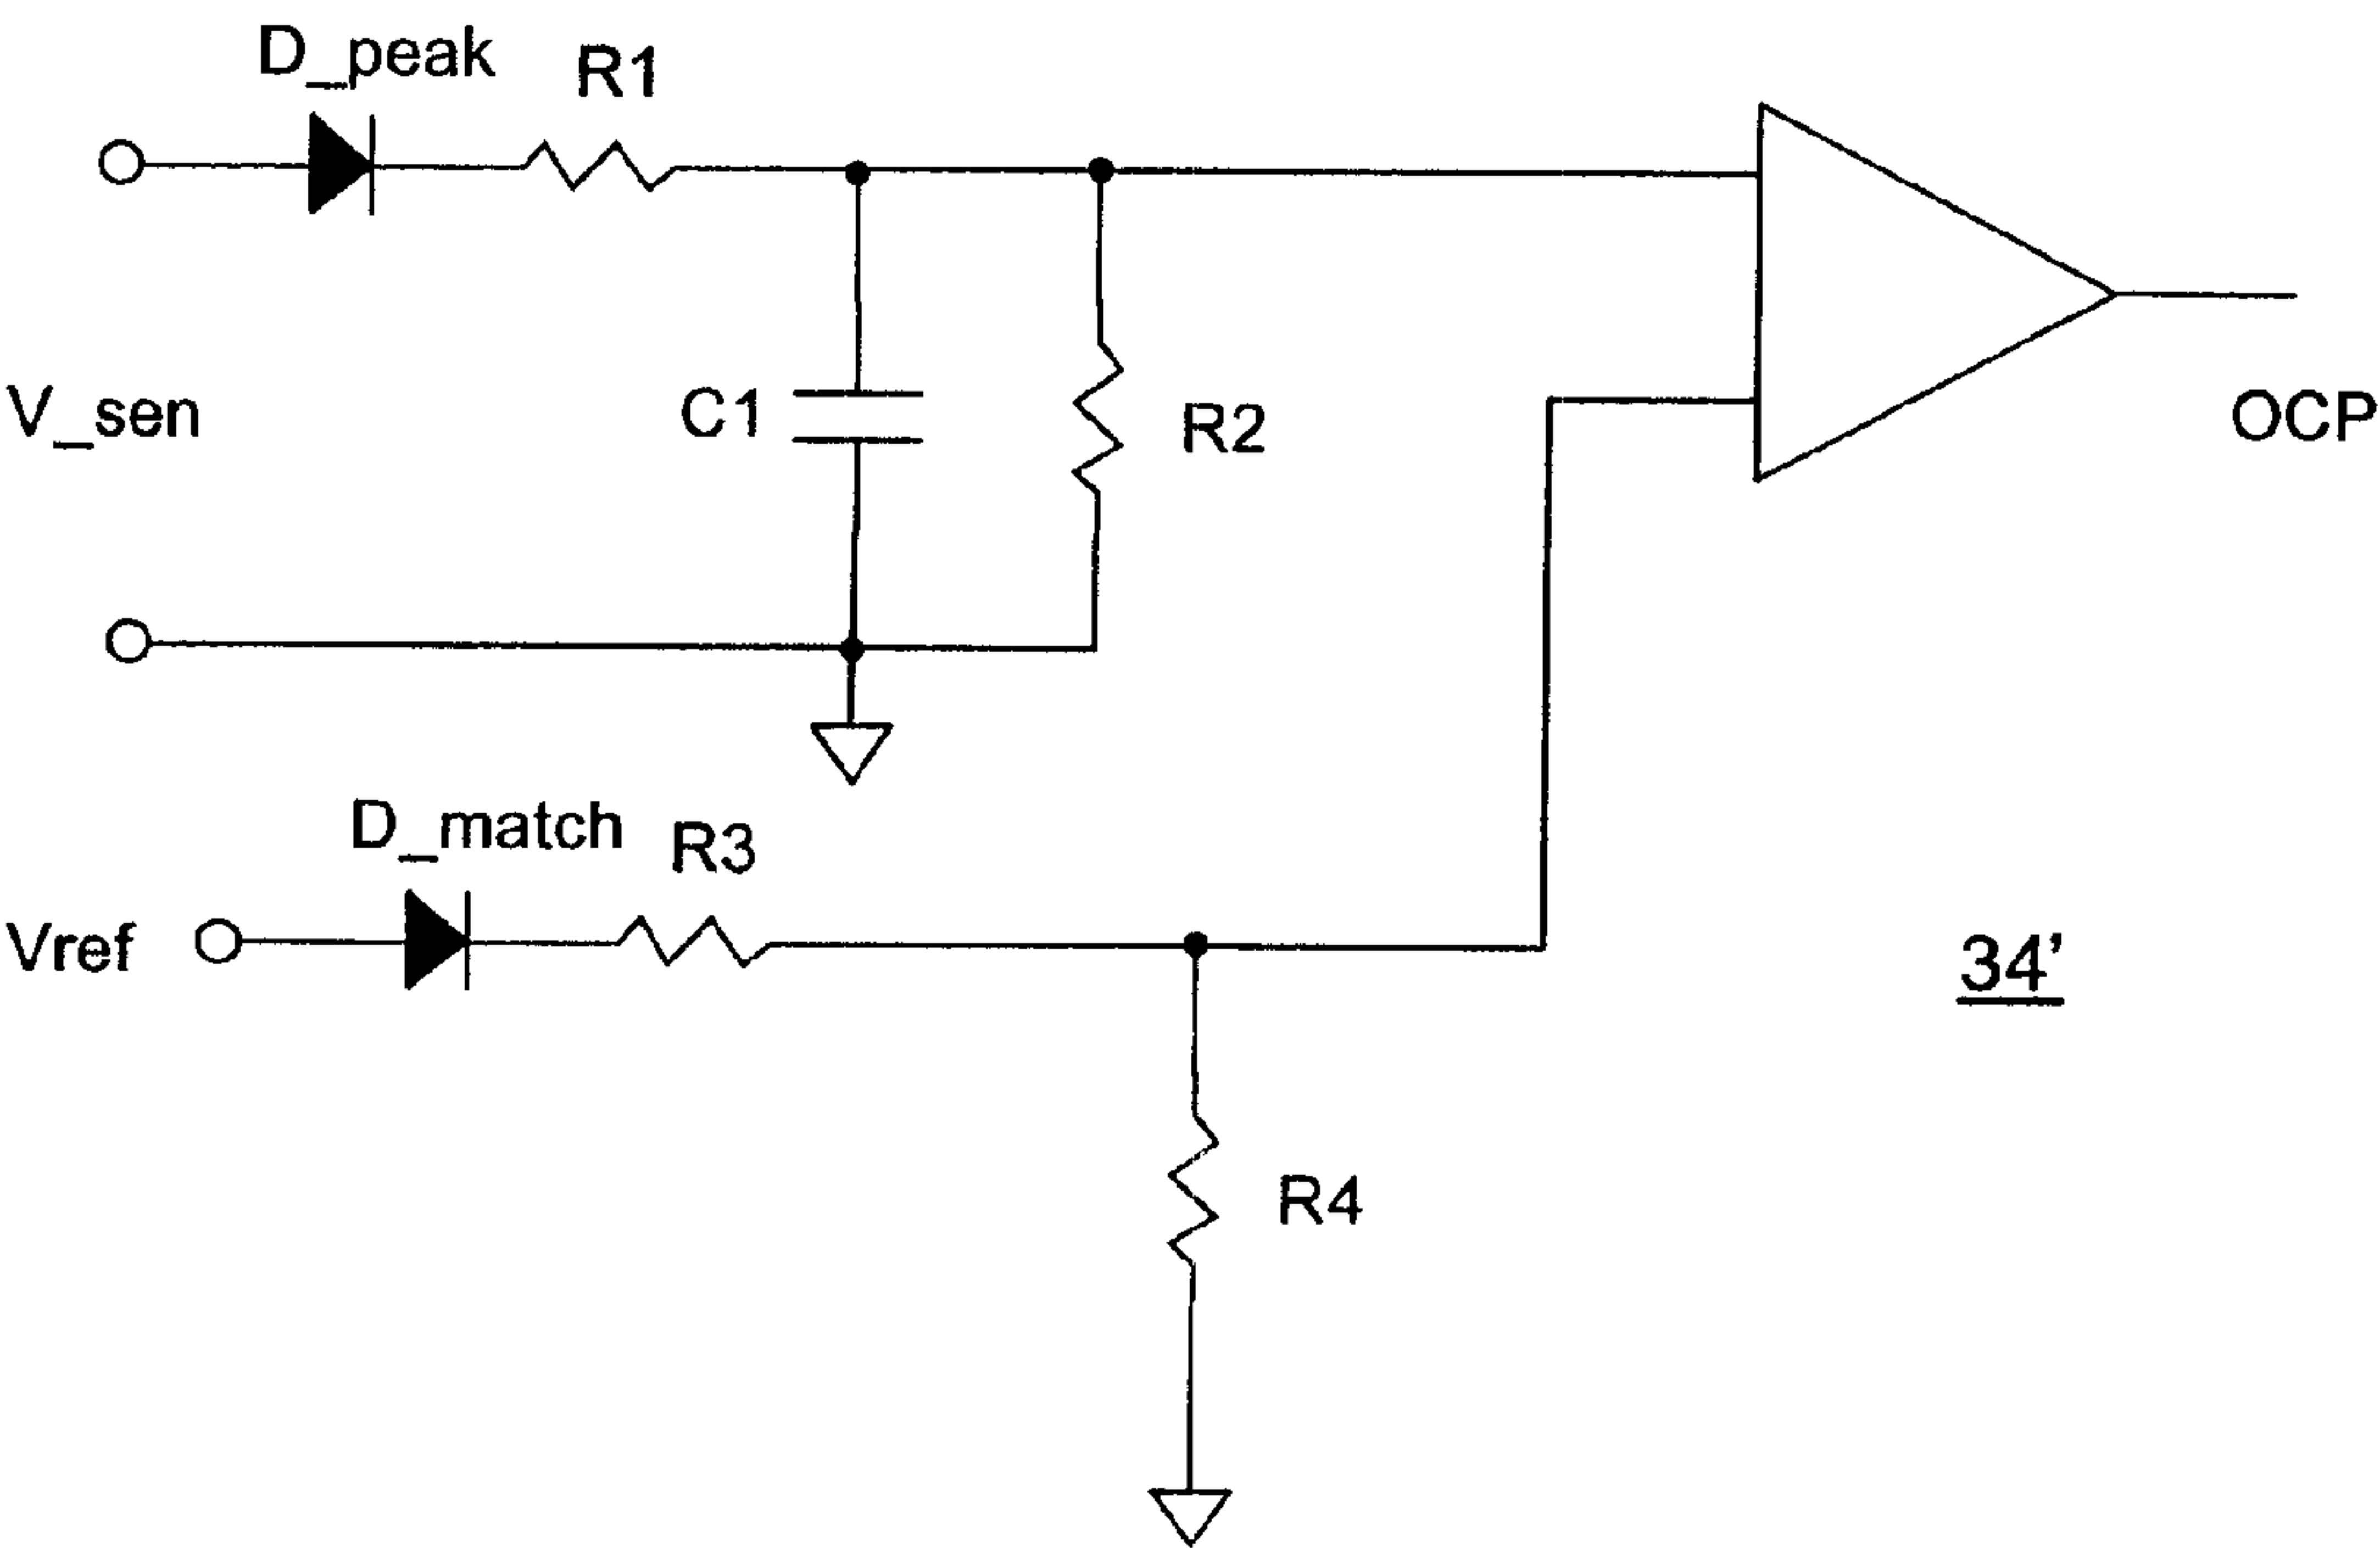 D_peak
R1
V_sen
C1
R2
OCP
D_match
R3
Vref
34'
R4